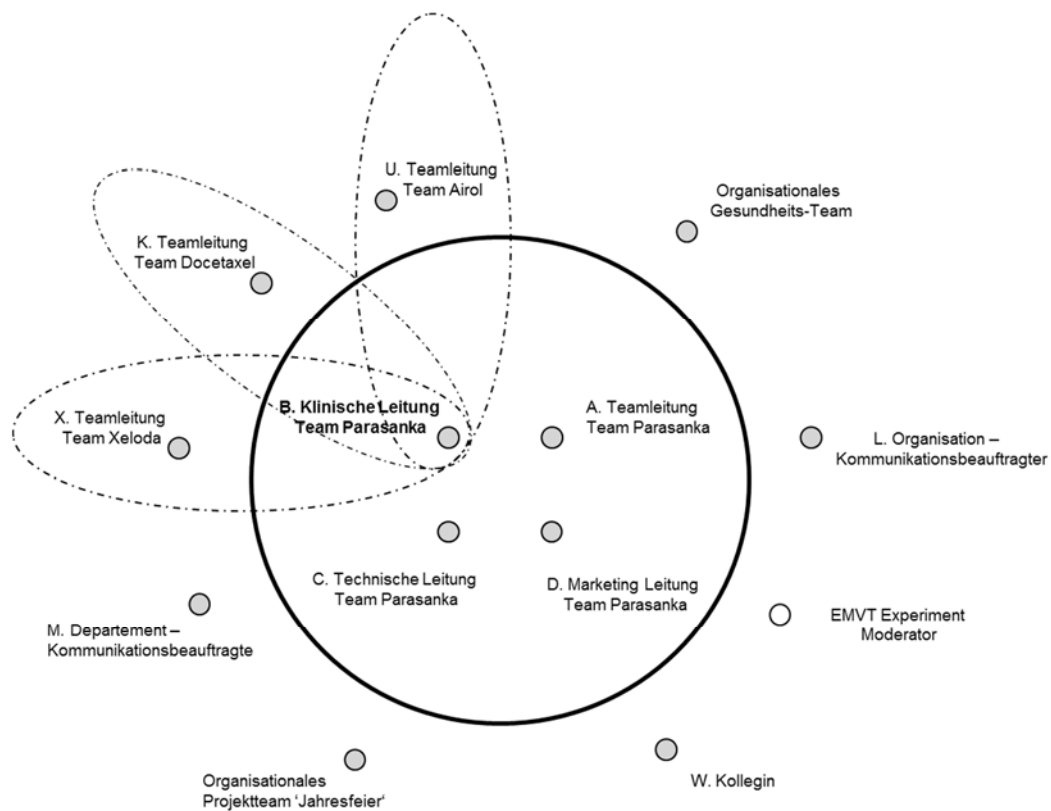 U. Teamleitung
Team Airol
Organisationales
Gesundheits-Team
K. Teamleitung
Team Docetaxel
X. Teamleitung
Team Xeloda
B. Klinische Leitung
Team Parasanka
A. Teamleitung
Team Parasanka
L. Organisation –
Kommunikationsbeauftragter
C. Technische Leitung
Team Parasanka
D. Marketing Leitung
Team Parasanka
M. Departement –
Kommunikationsbeauftragte
EMVT Experiment
Moderator
Organisationales
Projektteam 'Jahresfeier'
W. Kollegin